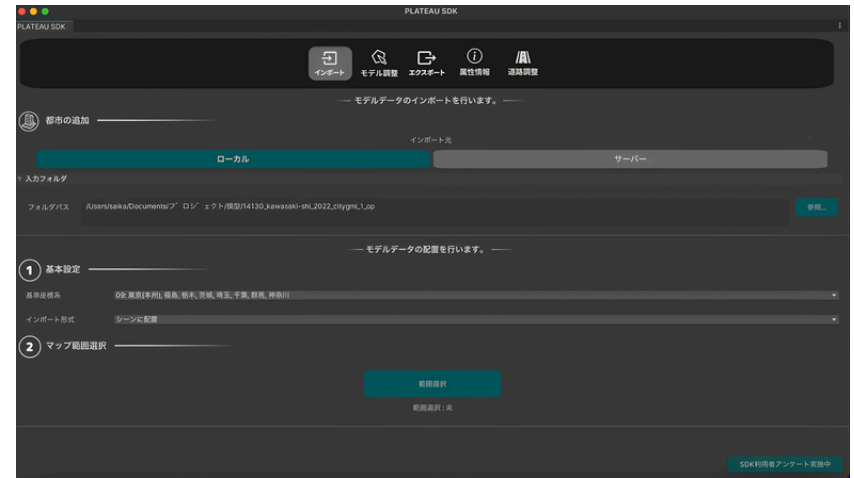 PLATEAU SDK
PLATEAU SDK
インポート モデル調整 エクスポート 属性情報 道路調整
モデルデータのインポートを行います。
都市の追加
インポート元
ローカル サーバー
入力フォルダ
フォルダパス /Users/saika/Documents/プロジェクト/模型/14130_kawasaki-shi_2022_citygml_1_op 参照...
モデルデータの配置を行います。
1 基本設定
基準座標系 09: 東京(本州), 福島, 栃木, 茨城, 埼玉, 千葉, 群馬, 神奈川
インポート形式 シーンに配置
2 マップ範囲選択
範囲選択
範囲選択 : 未
SDK利用者アンケート実施中